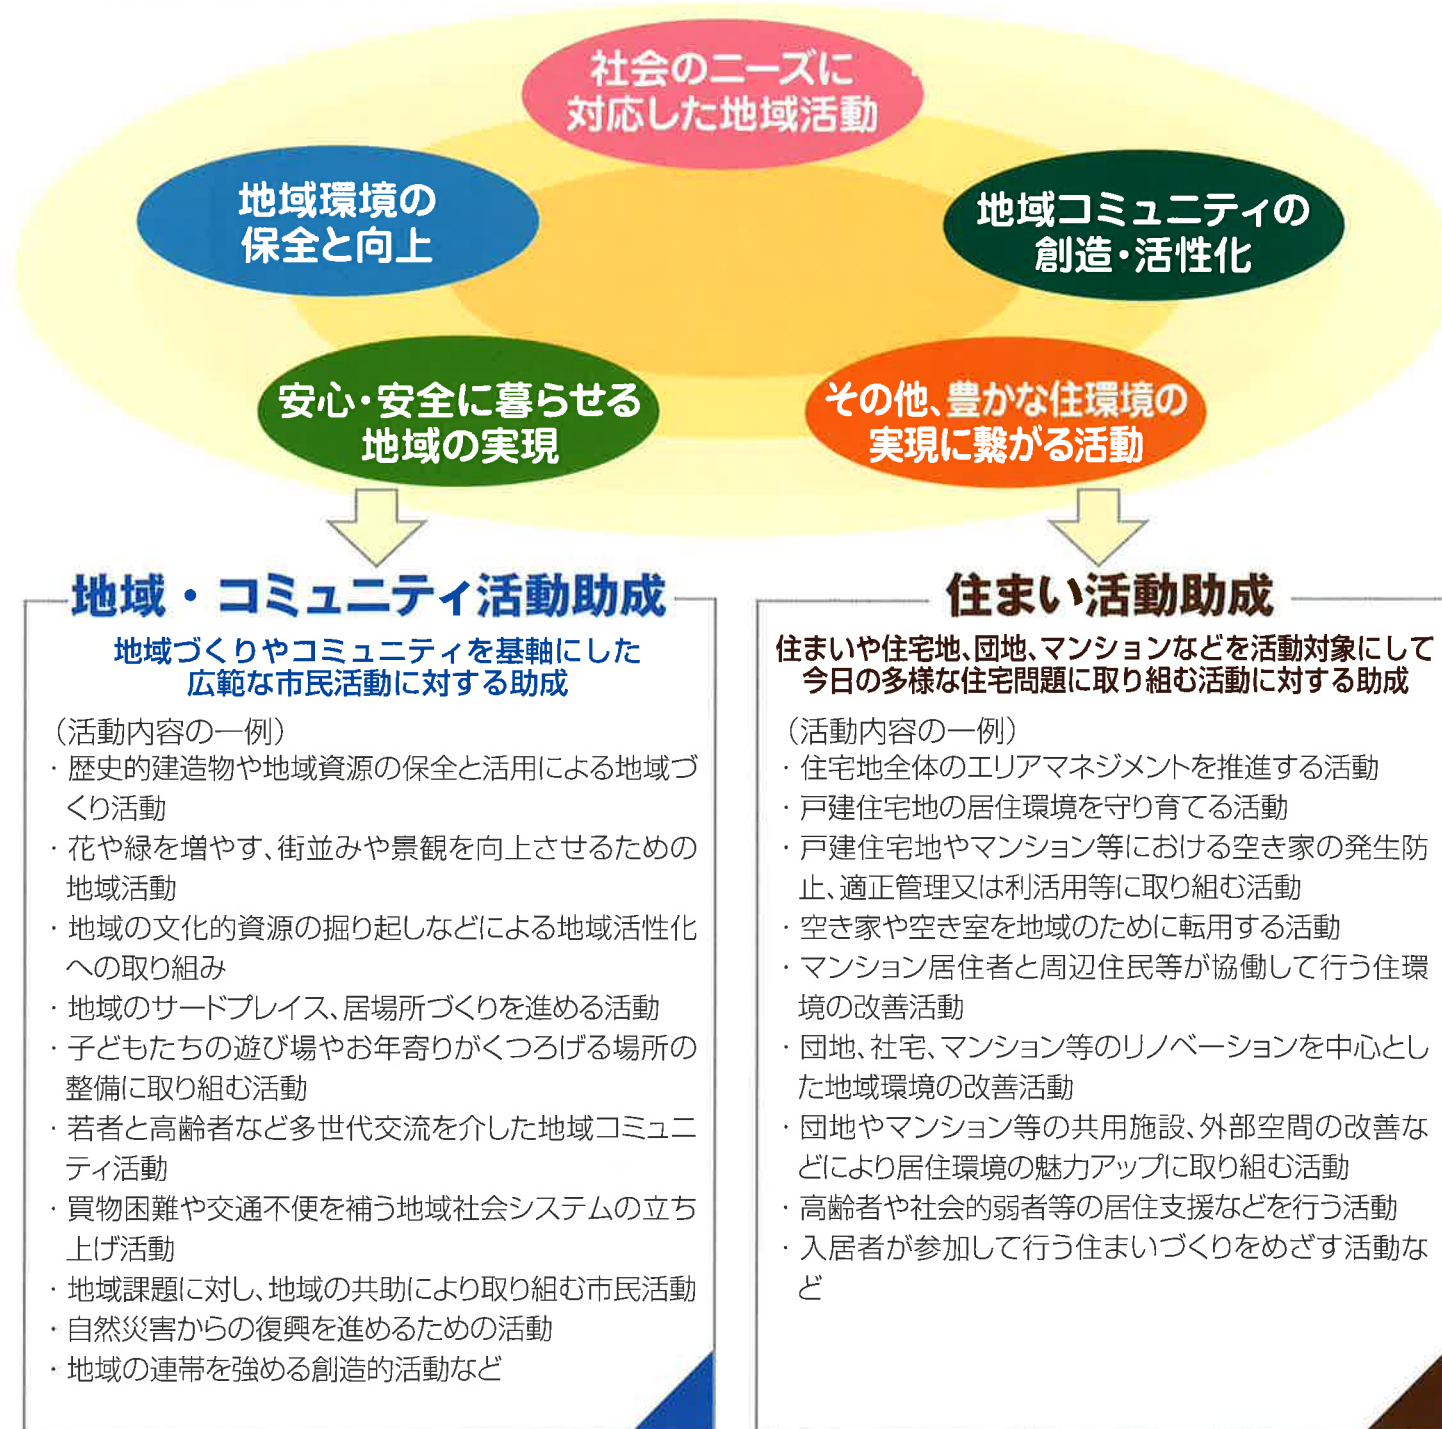 社会のニーズに
対応した地域活動
地域環境の
保全と向上
地域コミュニティの
創造・活性化
安心・安全に暮らせる
地域の実現
その他、豊かな住環境の
実現に繋がる活動
地域・コミュニティ活動助成
地域づくりやコミュニティを基軸にした
広範な市民活動に対する助成
（活動内容の一例）
・歴史的建造物や地域資源の保全と活用による地域づ
くり活動
・花や緑を増やす、街並みや景観を向上させるための
地域活動
・地域の文化的資源の掘り起しなどによる地域活性化
への取り組み
・地域のサードプレイス、居場所づくりを進める活動
・子どもたちの遊び場やお年寄りがくつろげる場所の
整備に取り組む活動
・若者と高齢者など多世代交流を介した地域コミュニ
ティ活動
・買物困難や交通不便を補う地域社会システムの立ち
上げ活動
・地域課題に対し、地域の共助により取り組む市民活動
・自然災害からの復興を進めるための活動
・地域の連帯を強める創造的活動など
住まい活動助成
住まいや住宅地、団地、マンションなどを活動対象にして
今日の多様な住宅問題に取り組む活動に対する助成
（活動内容の一例）
・住宅地全体のエリアマネジメントを推進する活動
・戸建住宅地の居住環境を守り育てる活動
・戸建住宅地やマンション等における空き家の発生防
止、適正管理又は利活用等に取り組む活動
・空き家や空き室を地域のために転用する活動
・マンション居住者と周辺住民等が協働して行う住環
境の改善活動
・団地、社宅、マンション等のリノベーションを中心とし
た地域環境の改善活動
・団地やマンション等の共用施設、外部空間の改善な
どにより居住環境の魅力アップに取り組む活動
・高齢者や社会的弱者等の居住支援などを行う活動
・入居者が参加して行う住まいづくりをめざす活動な
ど